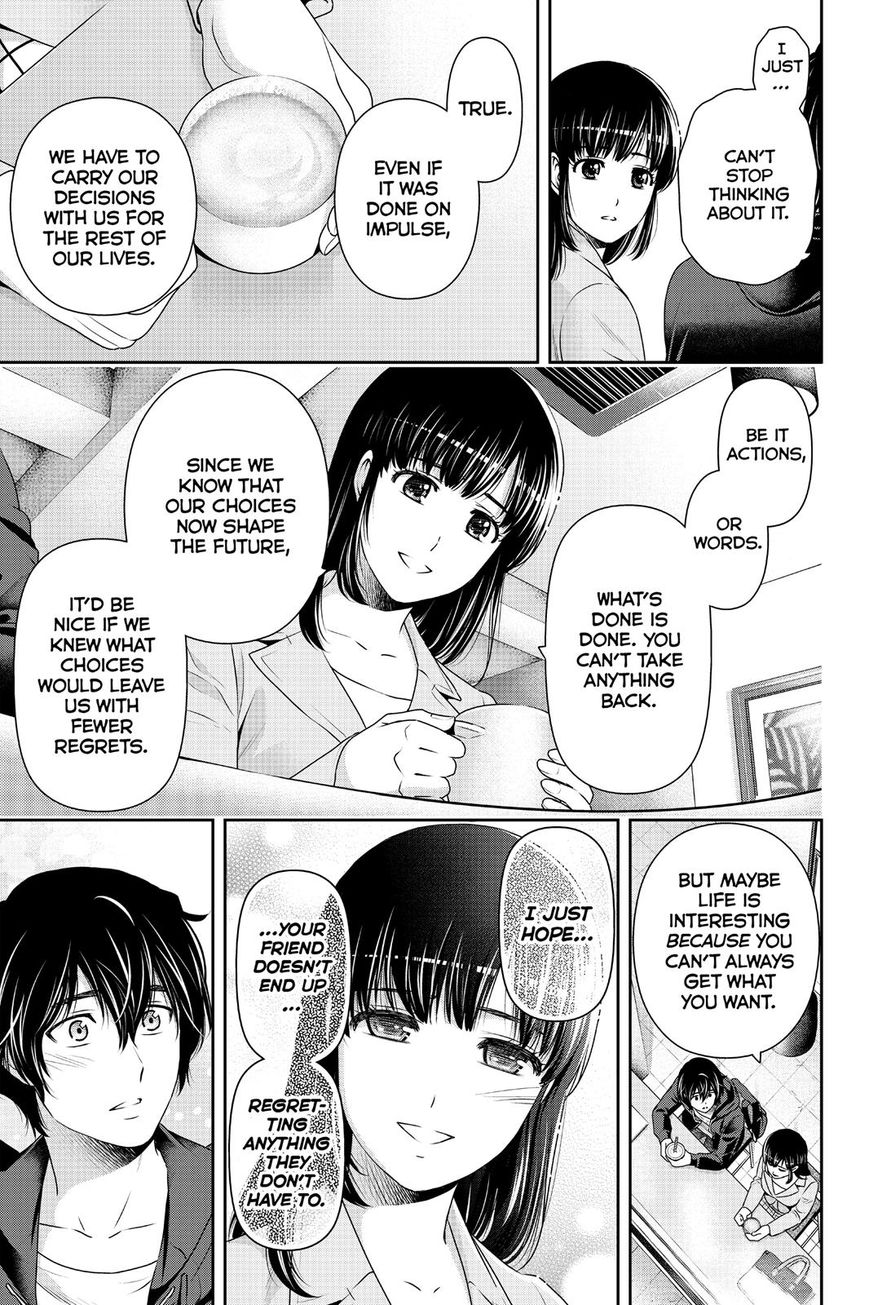 I
JUST
...
CAN'T
STOP
THINKING
ABOUT IT.
TRUE.
EVEN IF
IT WAS
DONE ON
IMPULSE,
WE HAVE TO
CARRY OUR
DECISIONS
WITH US FOR
THE REST OF
OUR LIVES.
BE IT
ACTIONS,
OR
WORDS.
WHAT'S
DONE IS
DONE. YOU
CAN'T TAKE
ANYTHING
BACK.
SINCE WE
KNOW THAT
OUR CHOICES
NOW SHAPE
THE FUTURE,
IT'D BE
NICE IF WE
KNEW WHAT
CHOICES
WOULD LEAVE
US WITH
FEWER
REGRETS.
BUT MAYBE
LIFE IS
INTERESTING
BECAUSE YOU
CAN'T ALWAYS
GET WHAT
YOU WANT.
I JUST
HOPE...
...YOUR
FRIEND
DOESN'T
END UP
...
REGRET-
TING
ANYTHING
THEY
DON'T
HAVE TO.